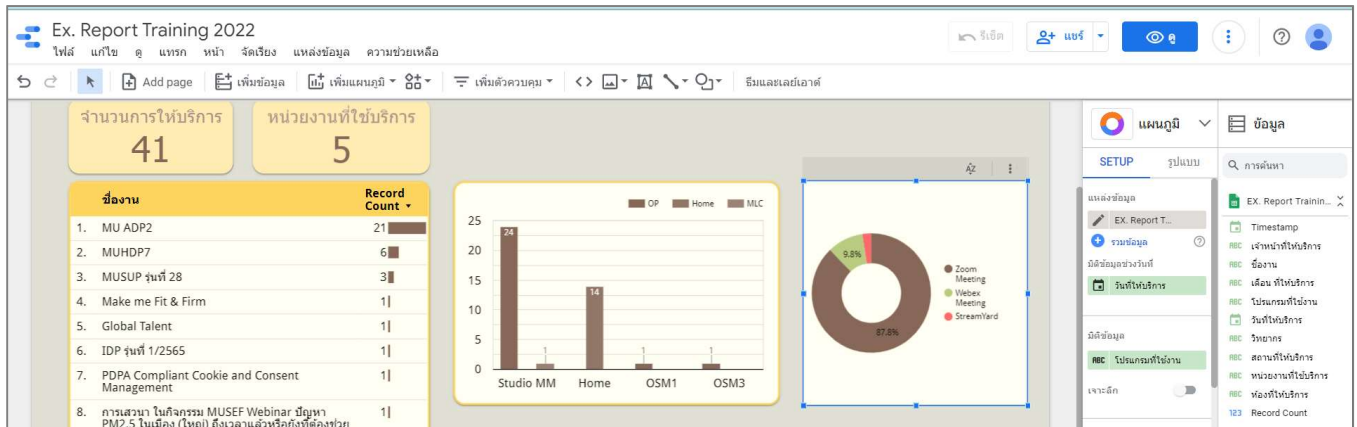 Ex. Report Training 2022
ไฟล์ แก้ไข ดู แทรก หน้า จัดเรียง แหล่งข้อมูล ความช่วยเหลือ
รีเซ็ต
แชร์
ดู
Add page
เพิ่มข้อมูล
เพิ่มแผนภูมิ
เพิ่มตัวควบคุม
ธีมและเลย์เอาต์
จำนวนการให้บริการ
41
หน่วยงานที่ใช้บริการ
5
ชื่องาน Record Count
1. MU ADP2 21
2. MUHDP7 6
3. MUSUP รุ่นที่ 28 3
4. Make me Fit & Firm 1
5. Global Talent 1
6. IDP รุ่นที่ 1/2565 1
7. PDPA Compliant Cookie and Consent 1
Management
8. การเสวนา ในกิจกรรม MUSEF Webinar ปัญหา 1
PM2.5 ในเมือง (ใหญ่) ถึงเวลาแล้วหรือยังที่ต้องช่วย
OP Home MLC
25
20
15
10
5
0
24
1
14
1
1
Studio MM Home OSM1 OSM3
9.8%
87.8%
Zoom
Meeting
Webex
Meeting
StreamYard
แผนภูมิ
SETUP รูปแบบ
แหล่งข้อมูล
EX. Report T...
รวมข้อมูล
มิติข้อมูลช่วงวันที่
วันที่ให้บริการ
มิติข้อมูล
ABC โปรแกรมที่ใช้งาน
เจาะลึก
ข้อมูล
การค้นหา
EX. Report Trainin...
Timestamp
ABC เจ้าหน้าที่ให้บริการ
ABC ชื่องาน
ABC เดือน ที่ให้บริการ
ABC โปรแกรมที่ใช้งาน
วันที่ให้บริการ
ABC วิทยากร
ABC สถานที่ให้บริการ
ABC หน่วยงานที่ใช้บริการ
ABC ห้องที่ให้บริการ
123 Record Count